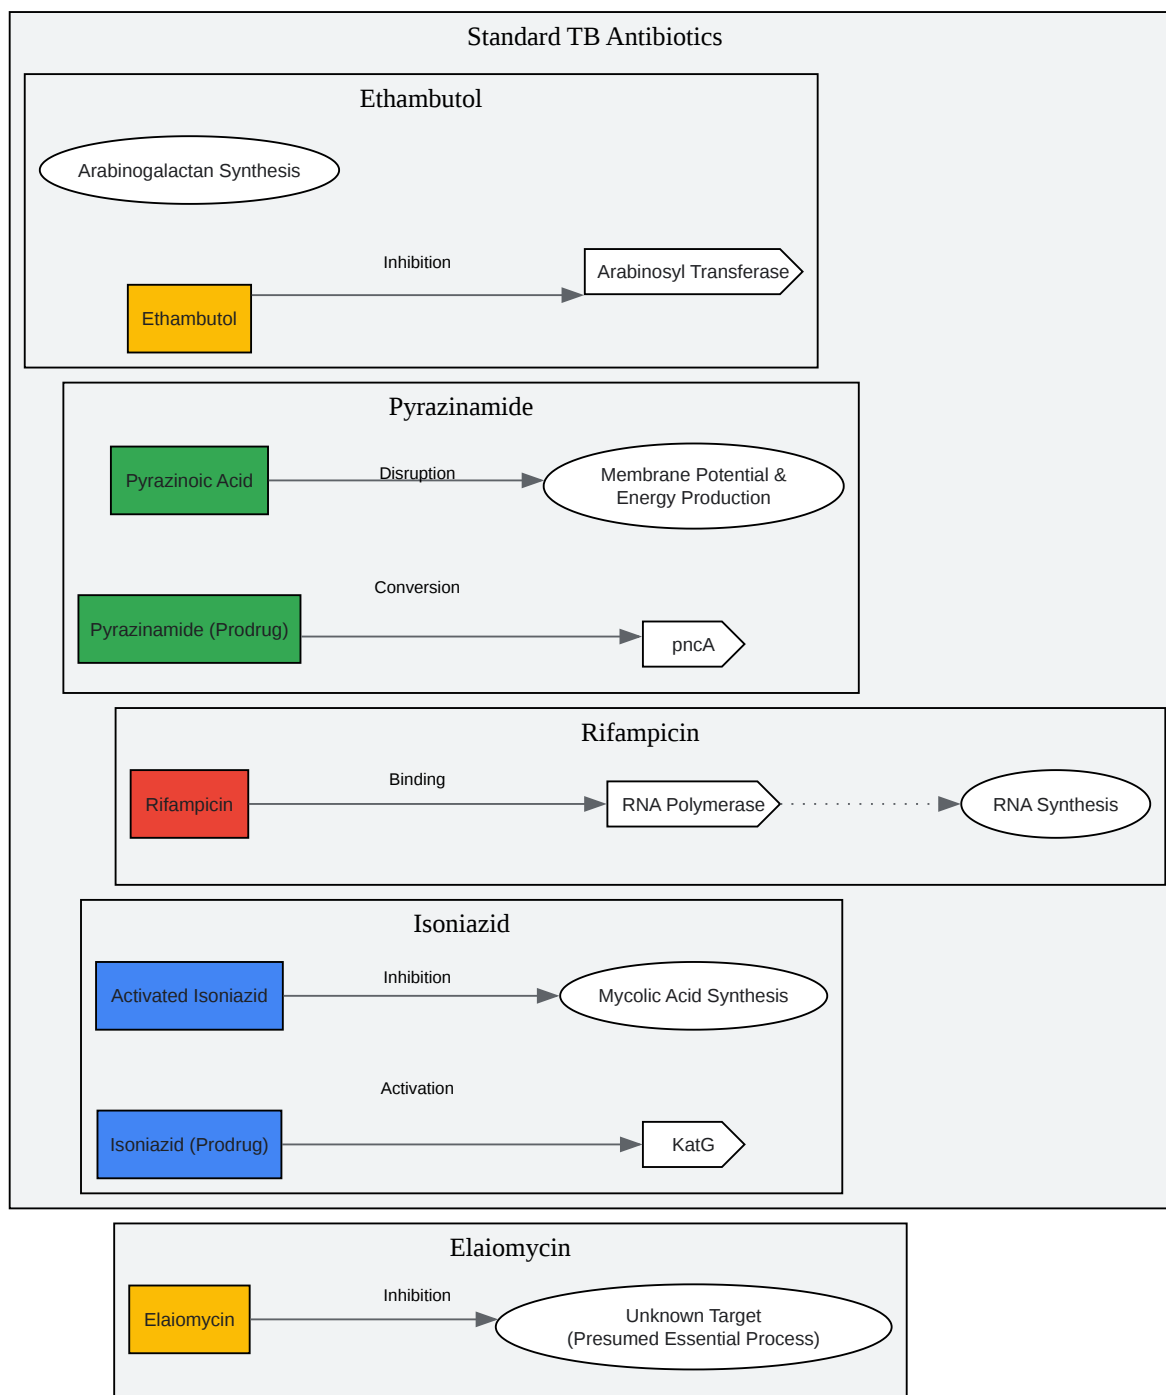 Standard TB Antibiotics
Ethambutol
Arabinogalactan Synthesis
Inhibition
Arabinosyl Transferase
Ethambutol
Pyrazinamide
Pyrazinoic Acid
Disruption
Membrane Potential &
Energy Production
Conversion
Pyrazinamide (Prodrug)
pncA
Rifampicin
Rifampicin
Binding
RNA Polymerase
RNA Synthesis
Isoniazid
Activated Isoniazid
Inhibition
Mycolic Acid Synthesis
Activation
Isoniazid (Prodrug)
KatG
Elaiomycin
Elaiomycin
Inhibition
Unknown Target
(Presumed Essential Process)